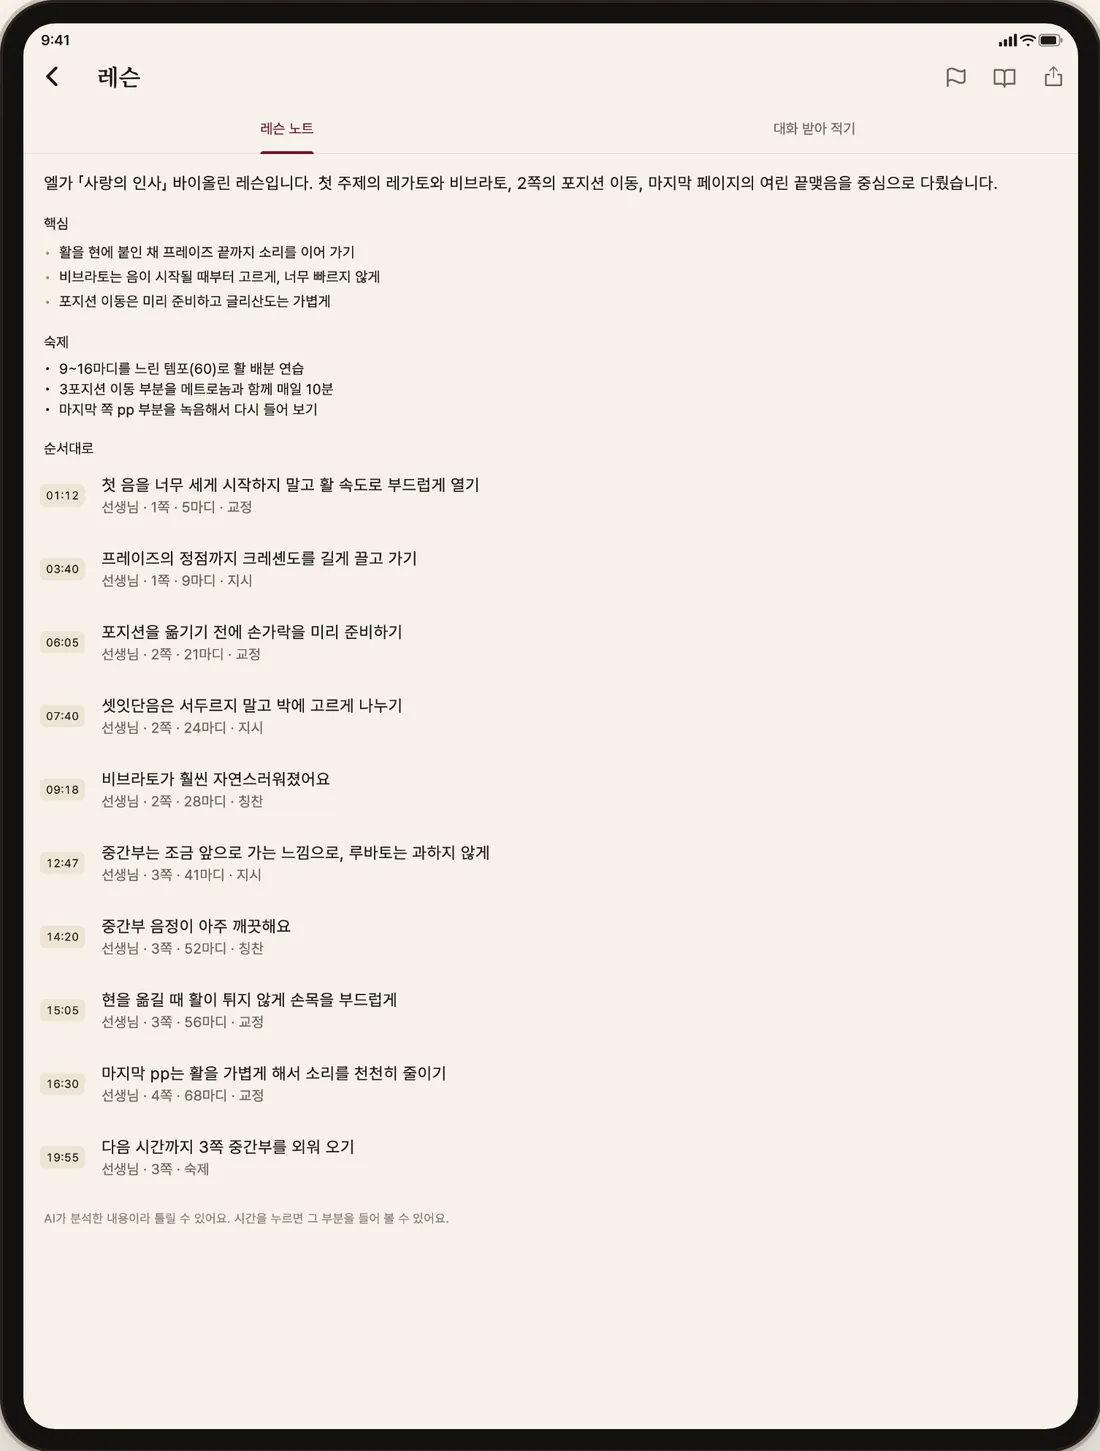 9:41
레슨
레슨 노트
대화 받아 적기
엘가 「사랑의 인사」 바이올린 레슨입니다. 첫 주제의 레가토와 비브라토, 2쪽의 포지션 이동, 마지막 페이지의 여린 끝맺음을 중심으로 다뤘습니다.
핵심
• 활을 현에 붙인 채 프레이즈 끝까지 소리를 이어 가기
• 비브라토는 음이 시작될 때부터 고르게, 너무 빠르지 않게
• 포지션 이동은 미리 준비하고 글리산도는 가볍게
숙제
• 9~16마디를 느린 템포(60)로 활 배분 연습
• 3포지션 이동 부분을 메트로놈과 함께 매일 10분
• 마지막 쪽 pp 부분을 녹음해서 다시 들어 보기
순서대로
01:12
첫 음을 너무 세게 시작하지 말고 활 속도로 부드럽게 열기
선생님 · 1쪽 · 5마디 · 교정
03:40
프레이즈의 정점까지 크레셴도를 길게 끌고 가기
선생님 · 1쪽 · 9마디 · 지시
06:05
포지션을 옮기기 전에 손가락을 미리 준비하기
선생님 · 2쪽 · 21마디 · 교정
07:40
셋잇단음은 서두르지 말고 박에 고르게 나누기
선생님 · 2쪽 · 24마디 · 지시
09:18
비브라토가 훨씬 자연스러워졌어요
선생님 · 2쪽 · 28마디 · 칭찬
12:47
중간부는 조금 앞으로 가는 느낌으로, 루바토는 과하지 않게
선생님 · 3쪽 · 41마디 · 지시
14:20
중간부 음정이 아주 깨끗해요
선생님 · 3쪽 · 52마디 · 칭찬
15:05
현을 옮길 때 활이 튀지 않게 손목을 부드럽게
선생님 · 3쪽 · 56마디 · 교정
16:30
마지막 pp는 활을 가볍게 해서 소리를 천천히 줄이기
선생님 · 4쪽 · 68마디 · 교정
19:55
다음 시간까지 3쪽 중간부를 외워 오기
선생님 · 3쪽 · 숙제
AI가 분석한 내용이라 틀릴 수 있어요. 시간을 누르면 그 부분을 들어 볼 수 있어요.